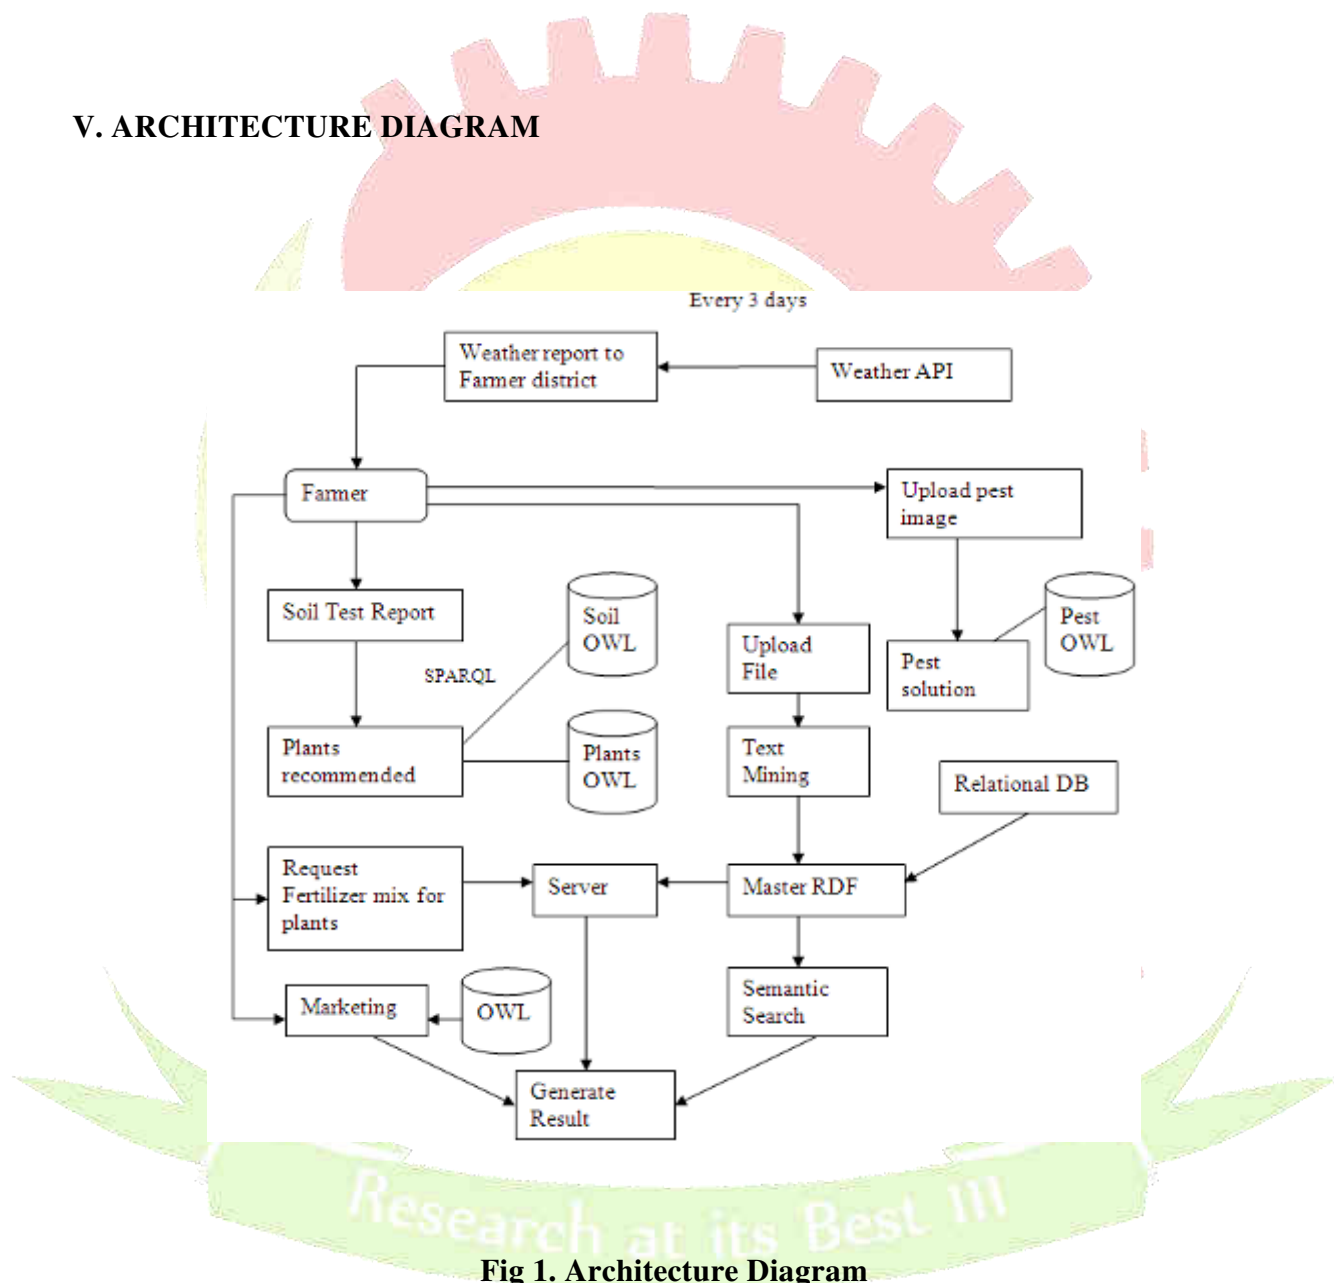 V. ARCHITECTURE DIAGRAM
Every 3 days
Weather report to
Farmer district
Weather API
Farmer
Upload pest
image
Soil Test Report
Soil
OWL
Upload
File
Pest
OWL
Pest
solution
SPARQL
Plants
recommended
Plants
OWL
Text
Mining
Relational DB
Request
Fertilizer mix for
plants
Server
Master RDF
Marketing
OWL
Semantic
Search
Generate
Result
Research at its Best !!!
Fig 1. Architecture Diagram